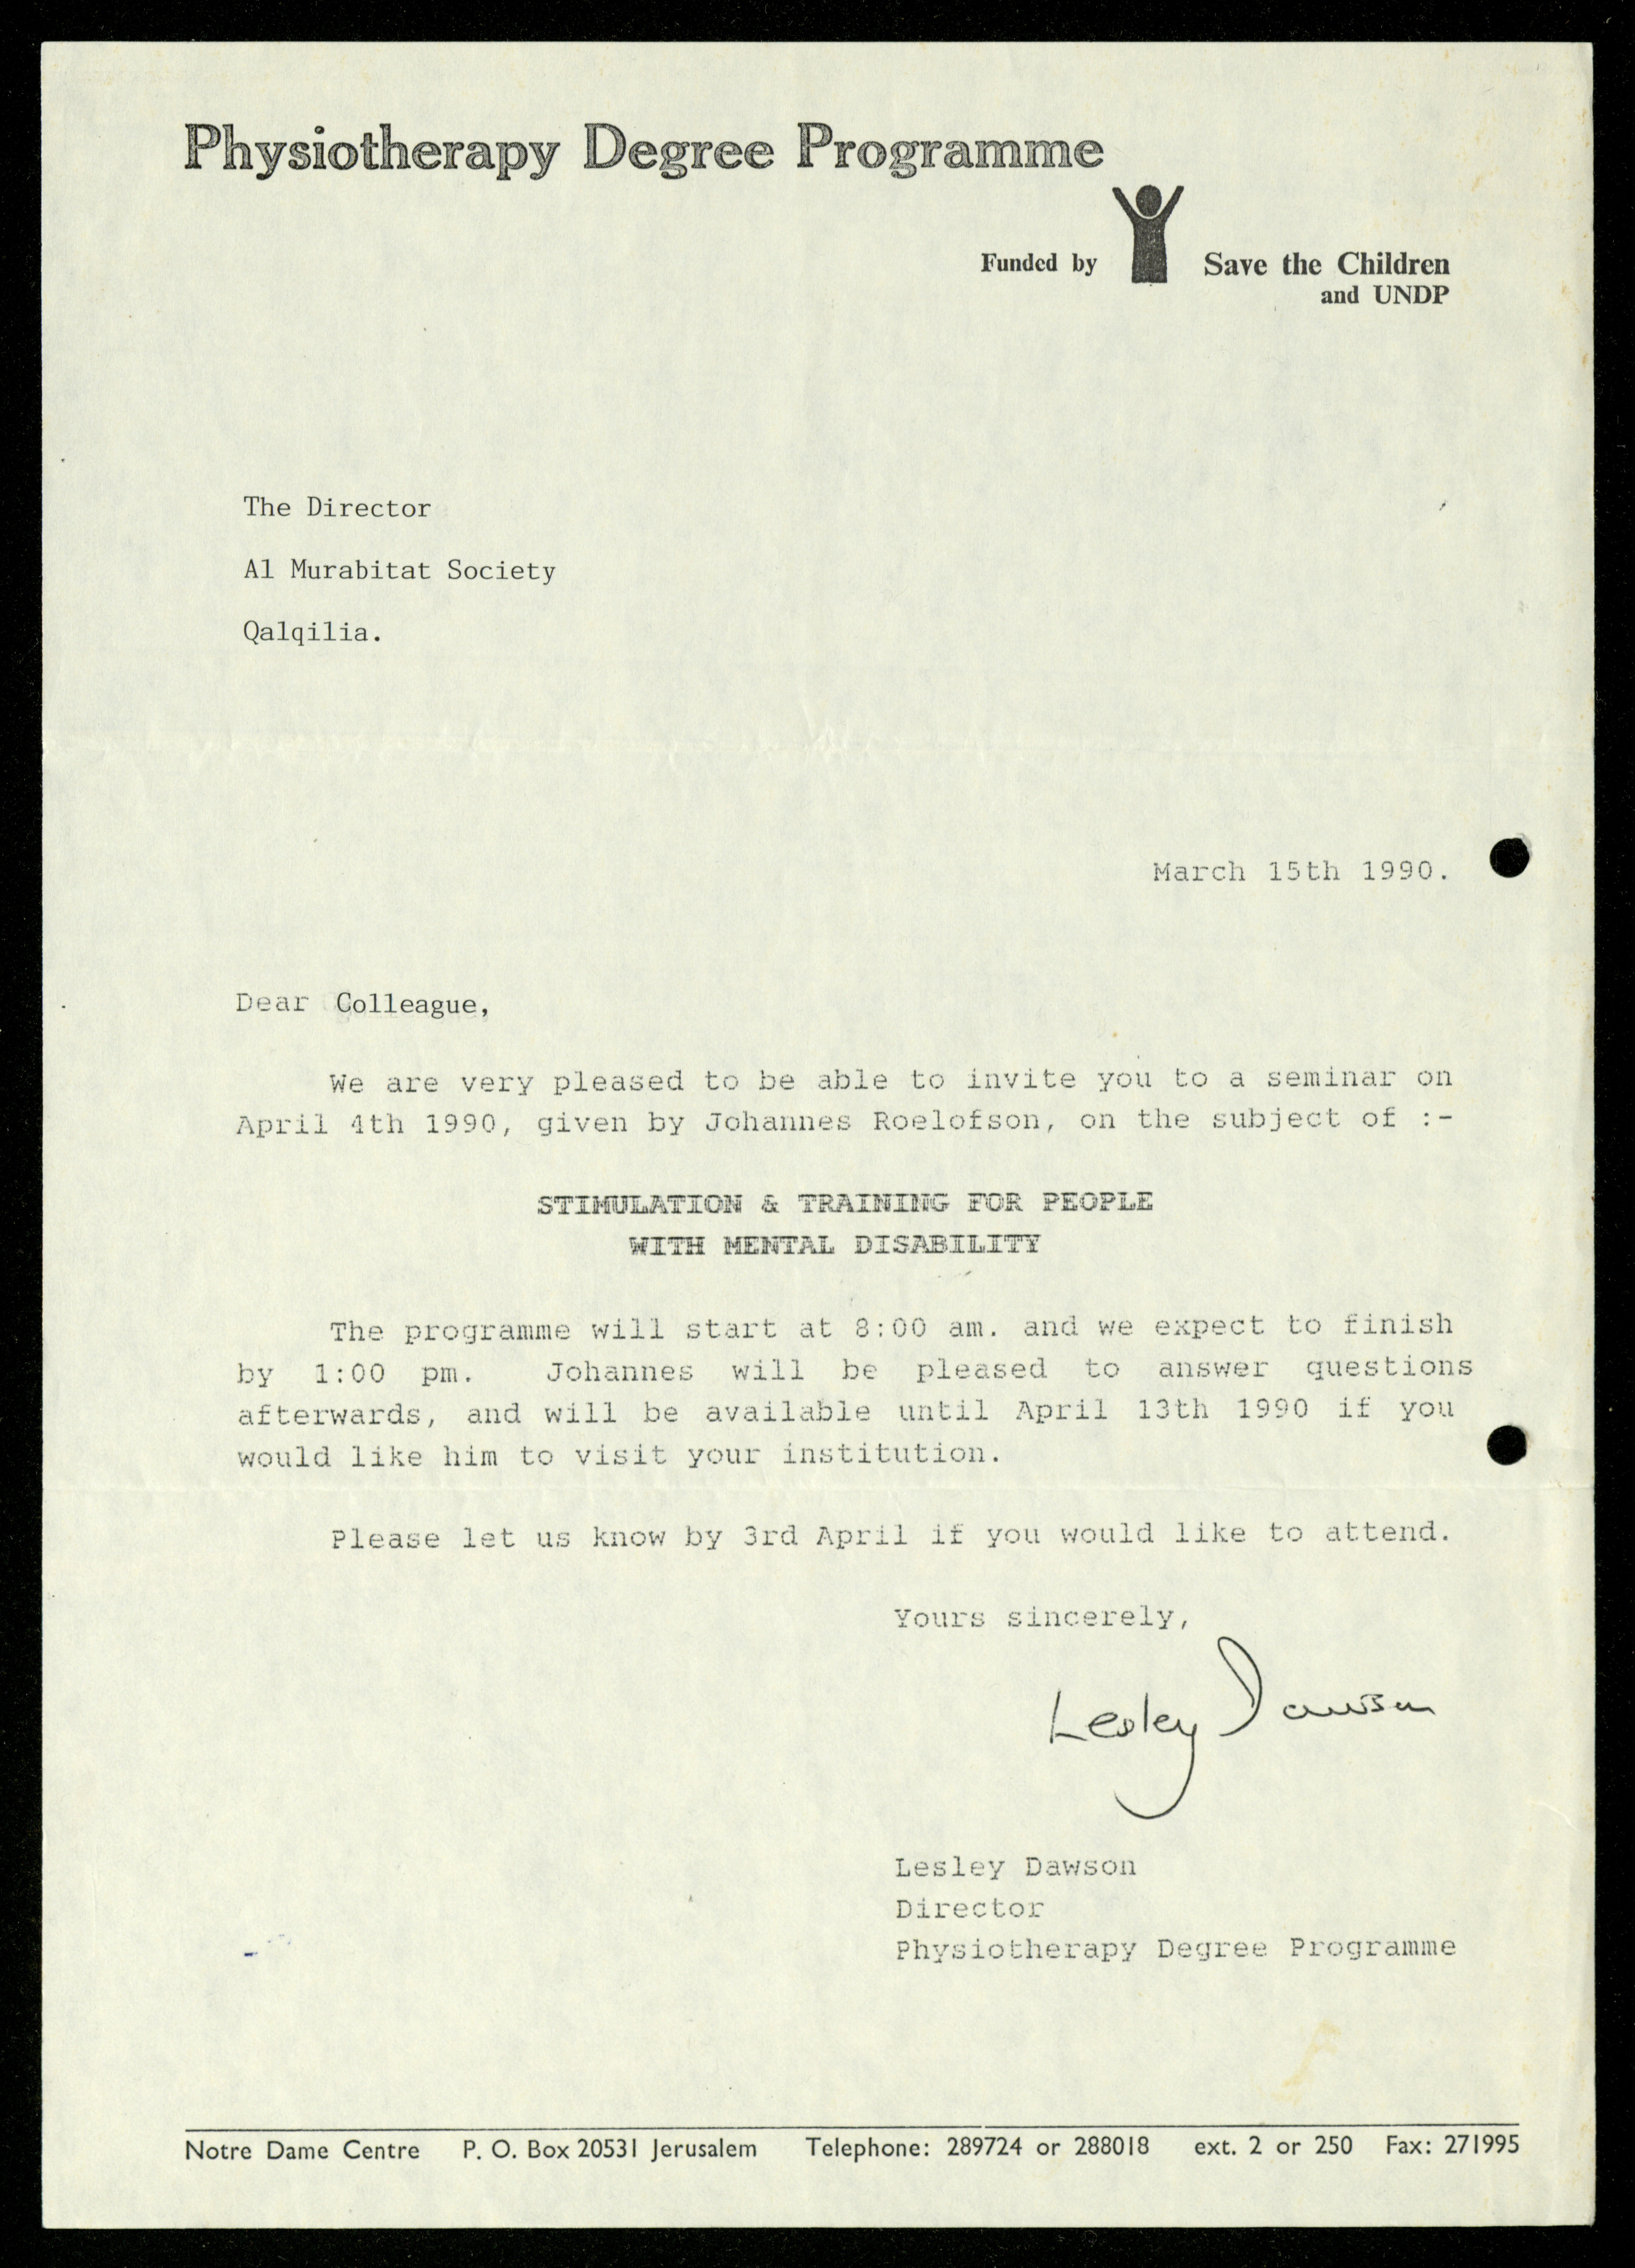 Physiotherapy Degree Programme
Funded by Save the Children
and UNDP
The Director
Al Murabitat Society
Qalqilia.
March 15th 1990.
Dear Colleague,
We are very pleased to be able to invite you to a seminar on
April 4th 1990, given by Johannes Roelofson, on the subject of :-
STIMULATION & TRAINING FOR PEOPLE
WITH MENTAL DISABILITY
The programme will start at 8:00 am. and we expect to finish
by 1:00 pm. Johannes will be pleased to answer questions
afterwards, and will be available until April 13th 1990 if you
would like him to visit your institution.
Please let us know by 3rd April if you would like to attend.
Yours sincerely,
Lesley Dawson
Lesley Dawson
Director
Physiotherapy Degree Programme
Notre Dame Centre P. O. Box 20531 Jerusalem Telephone: 289724 or 288018 ext. 2 or 250 Fax: 271995